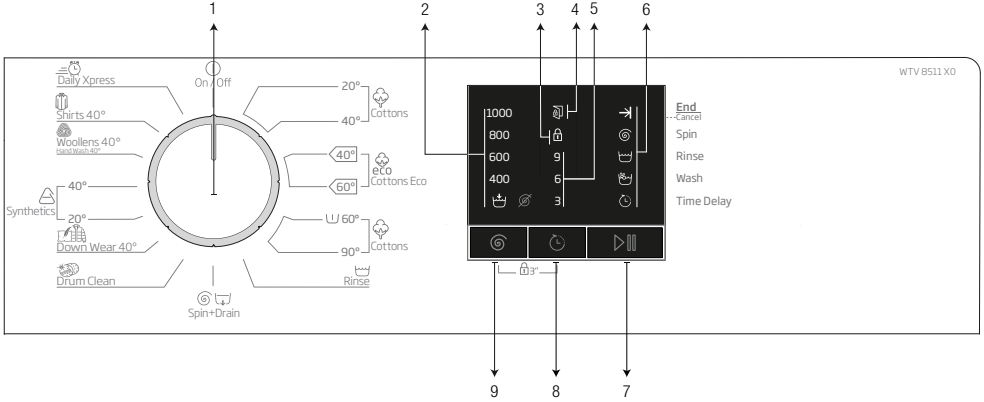 1
2
3
4
5
6
WTV 8511 X0
Daily Xpress
On / Off
20°
40°
Cottons
Shirts 40°
Woollens 40°
Hand Wash 40°
40°
60°
eco
Cottons Eco
40°
20°
Synthetics
60°
90°
Cottons
Down Wear 40°
Drum Clean
Rinse
Spin+Drain
1000
800
600
400
9
6
3
End
Cancel
Spin
Rinse
Wash
Time Delay
3"
9
8
7